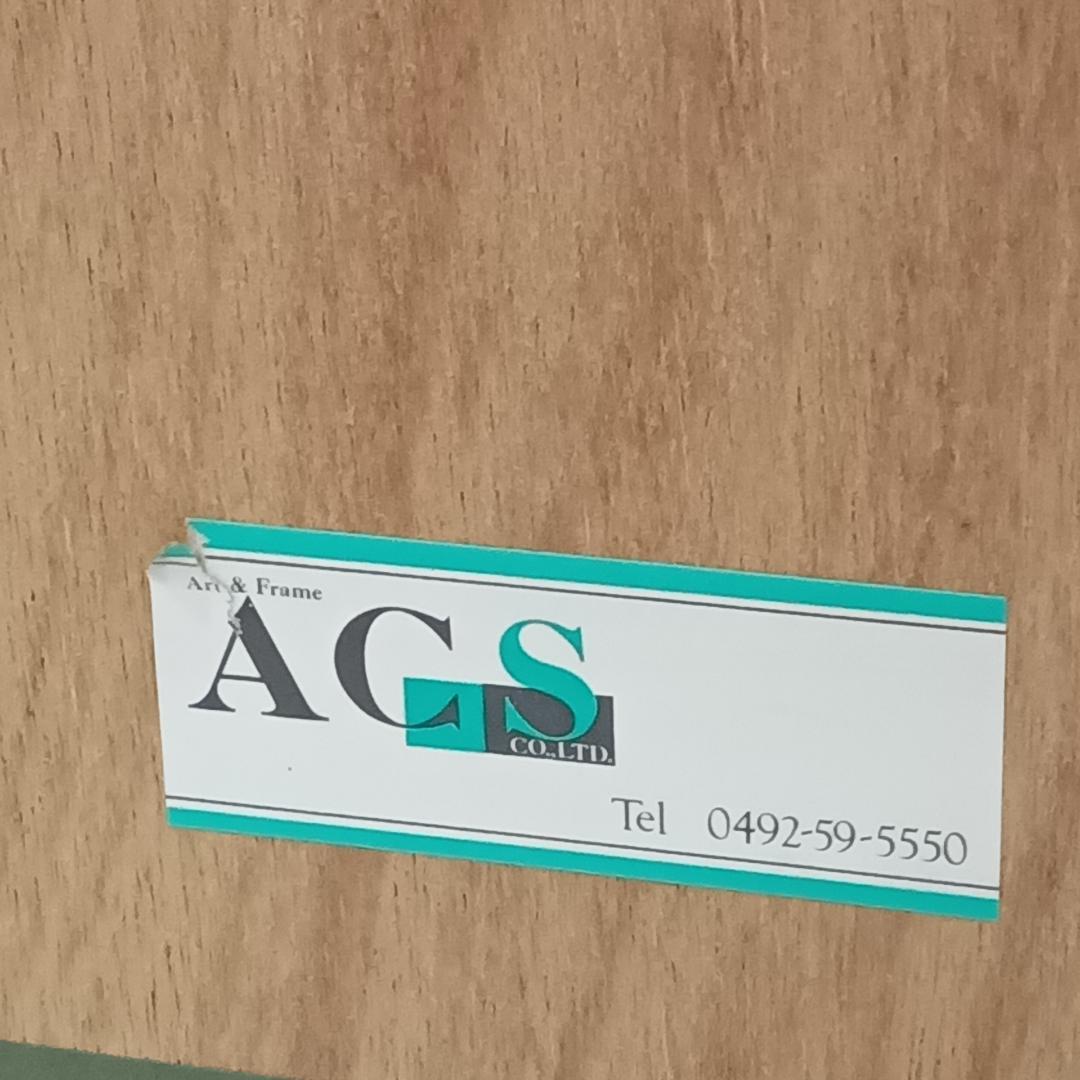 Art & Frame
AGS
CO.,LTD.
Tel 0492-59-5550